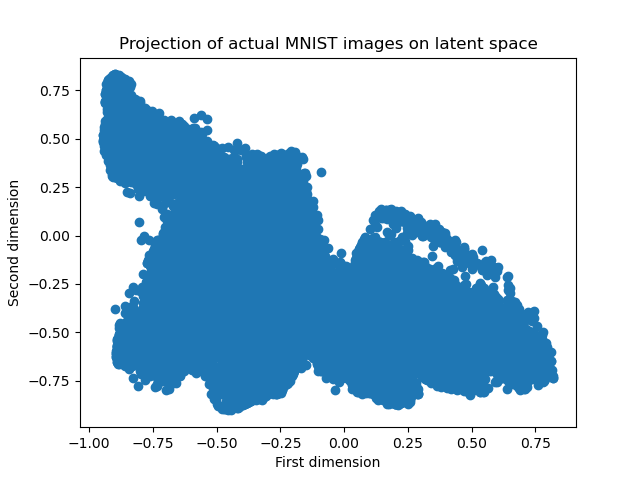 Projection of actual MNIST images on latent space
Second dimension
0.75
0.50
0.25
0.00
−0.25
−0.50
−0.75
−1.00 −0.75 −0.50 −0.25 0.00 0.25 0.50 0.75
First dimension